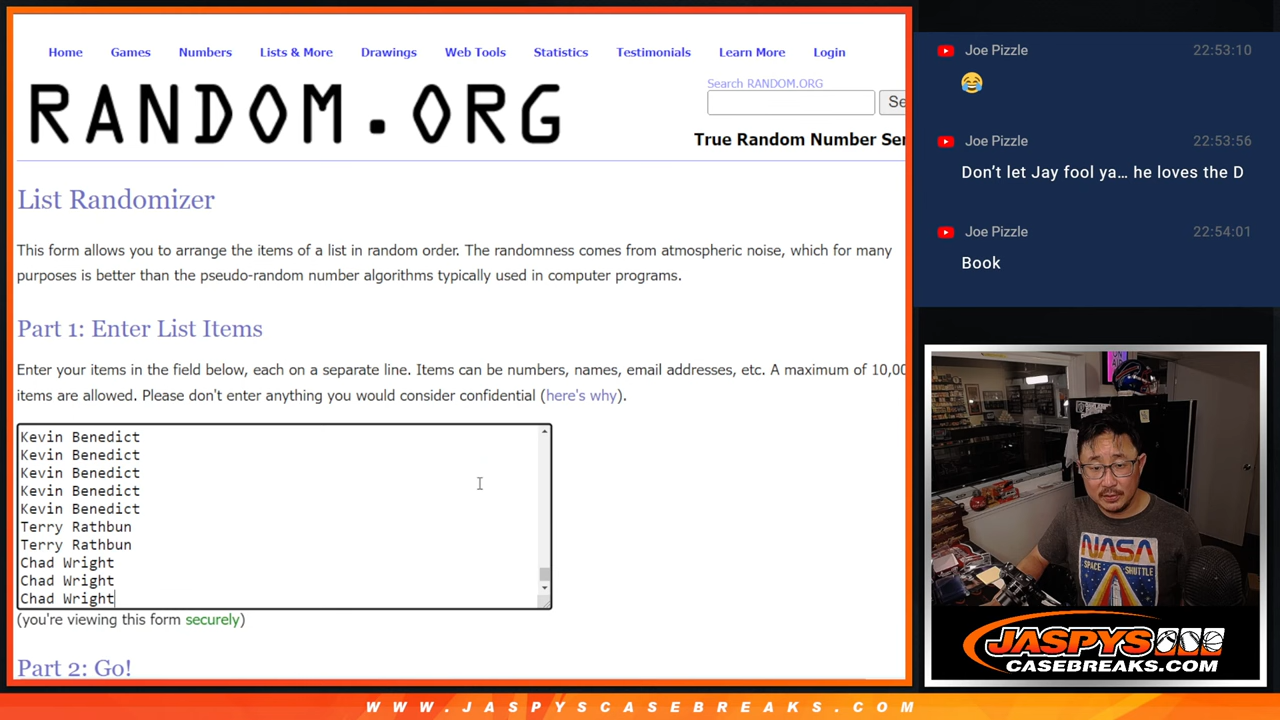 Home Games Numbers Lists & More Drawings Web Tools Statistics Testimonials Learn More Login
RANDOM.ORG
Search RANDOM.ORG
Se
True Random Number Ser
List Randomizer
This form allows you to arrange the items of a list in random order. The randomness comes from atmospheric noise, which for many
purposes is better than the pseudo-random number algorithms typically used in computer programs.
Part 1: Enter List Items
Enter your items in the field below, each on a separate line. Items can be numbers, names, email addresses, etc. A maximum of 10,00
items are allowed. Please don't enter anything you would consider confidential (here's why).
Kevin Benedict
Kevin Benedict
Kevin Benedict
Kevin Benedict
Kevin Benedict
Terry Rathbun
Terry Rathbun
Chad Wright
Chad Wright
Chad Wright
(you're viewing this form securely)
Part 2: Go!
Joe Pizzle 22:53:10
😂
Joe Pizzle 22:53:56
Don’t let Jay fool ya… he loves the D
Joe Pizzle 22:54:01
Book
NASA
SPACE SHUTTLE
JASPYS
CASEBREAKS.COM
WWW.JASPYSCASEBREAKS.COM